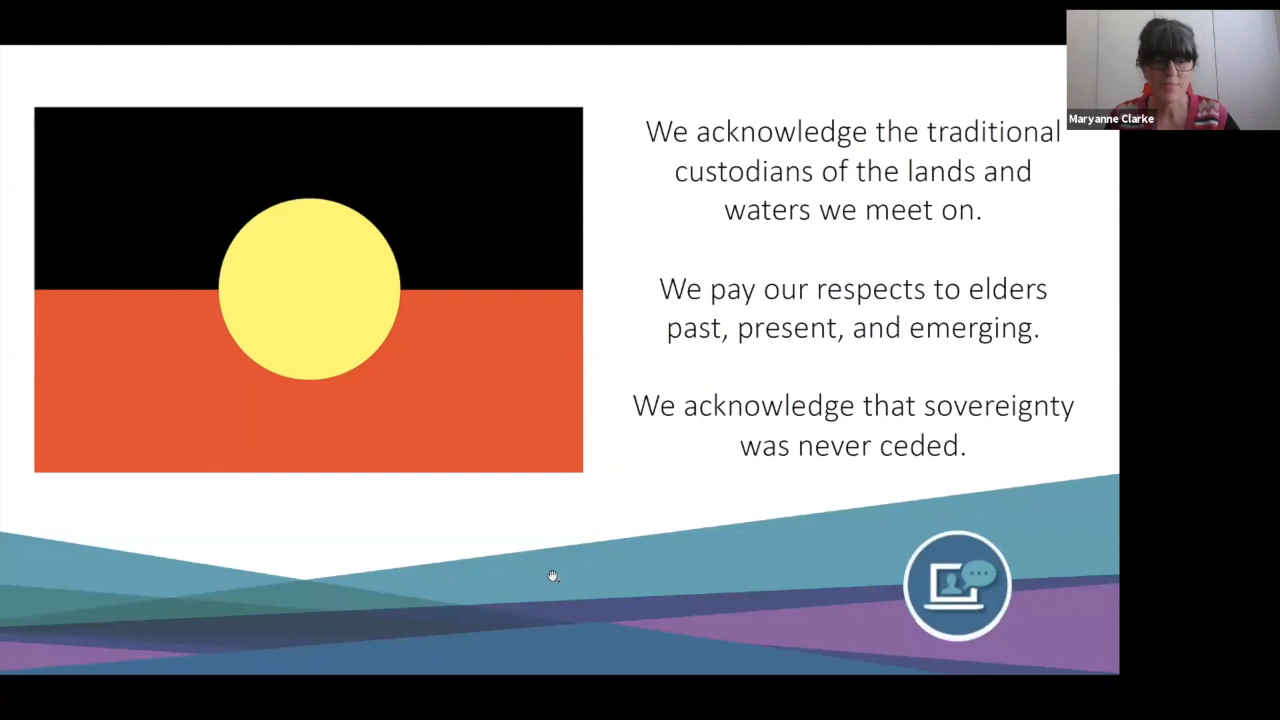 We acknowledge the traditional
custodians of the lands and
waters we meet on.
We pay our respects to elders
past, present, and emerging.
We acknowledge that sovereignty
was never ceded.
Maryanne Clarke